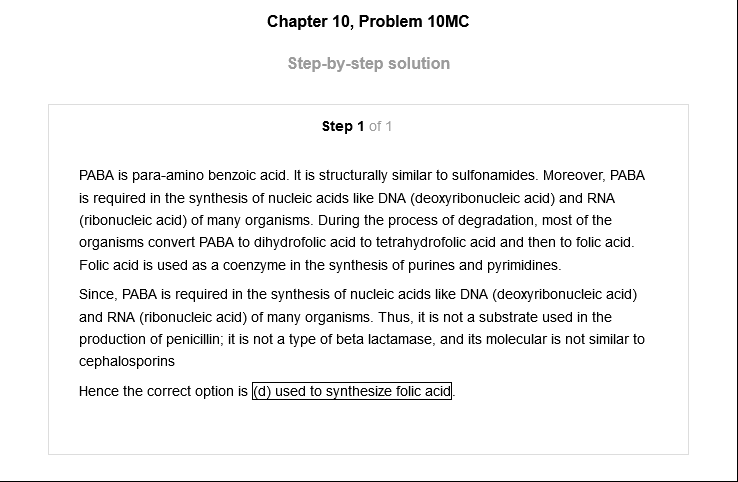 Chapter 10, Problem 10MC
Step-by-step solution
Step 1 of 1
PABA is para-amino benzoic acid. It is structurally similar to sulfonamides. Moreover, PABA
is required in the synthesis of nucleic acids like DNA (deoxyribonucleic acid) and RNA
(ribonucleic acid) of many organisms. During the process of degradation, most of the
organisms convert PABA to dihydrofolic acid to tetrahydrofolic acid and then to folic acid.
Folic acid is used as a coenzyme in the synthesis of purines and pyrimidines.
Since, PABA is required in the synthesis of nucleic acids like DNA (deoxyribonucleic acid)
and RNA (ribonucleic acid) of many organisms. Thus, it is not a substrate used in the
production of penicillin; it is not a type of beta lactamase, and its molecular is not similar to
cephalosporins
Hence the correct option is (d) used to synthesize folic acid.